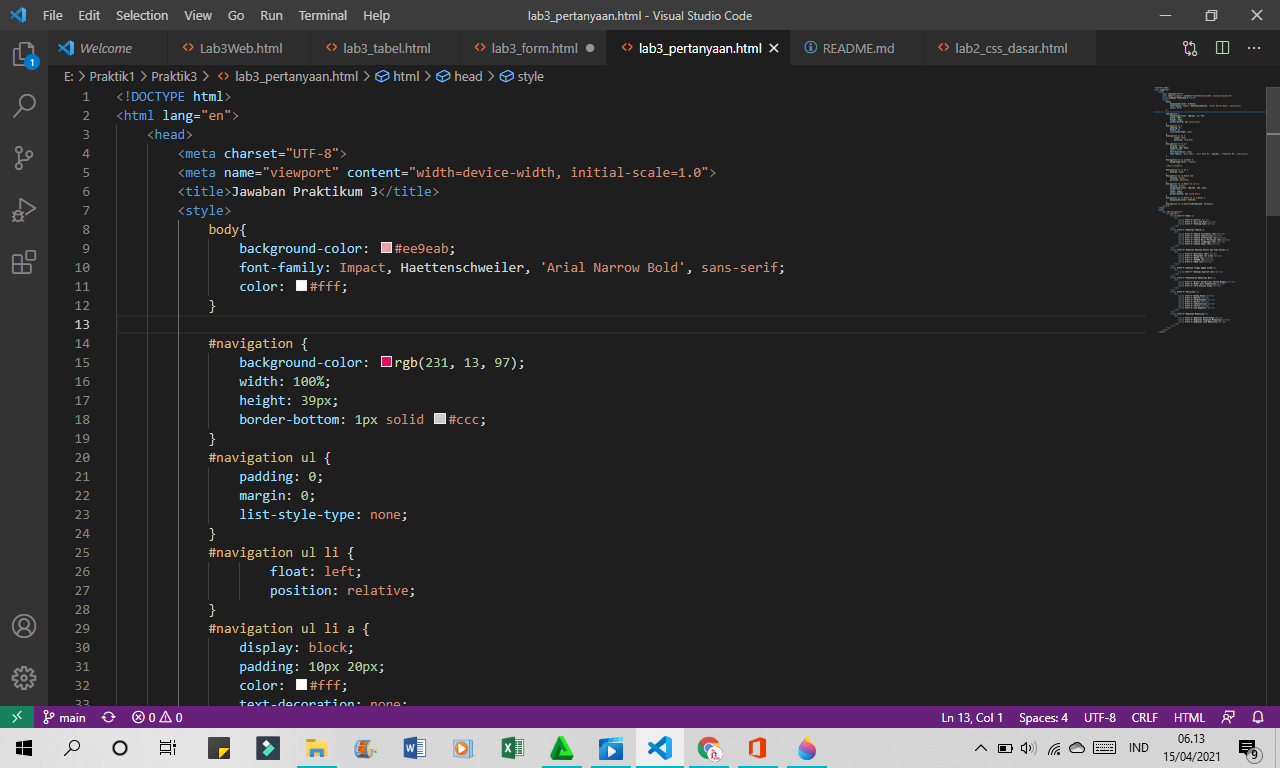 File Edit Selection View Go Run Terminal Help lab3_pertanyaan.html - Visual Studio Code
Welcome Lab3Web.html lab3_tabel.html lab3_form.html lab3_pertanyaan.html README.md lab2_css_dasar.html
E: > Praktik1 > Praktik3 > lab3_pertanyaan.html > html > head > style
1 <!DOCTYPE html>
2 <html lang="en">
3 <head>
4 <meta charset="UTF-8">
5 <meta name="viewport" content="width=device-width, initial-scale=1.0">
6 <title>Jawaban Praktikum 3</title>
7 <style>
8 body{
9 background-color: #ee9eab;
10 font-family: Impact, Haettenschweiler, 'Arial Narrow Bold', sans-serif;
11 color: #fff;
12 }
13
14 #navigation {
15 background-color: rgb(231, 13, 97);
16 width: 100%;
17 height: 39px;
18 border-bottom: 1px solid #ccc;
19 }
20 #navigation ul {
21 padding: 0;
22 margin: 0;
23 list-style-type: none;
24 }
25 #navigation ul li {
26 float: left;
27 position: relative;
28 }
29 #navigation ul li a {
30 display: block;
31 padding: 10px 20px;
32 color: #fff;
33 text-decoration: none;
1
main 0 0 Ln 13, Col 1 Spaces: 4 UTF-8 CRLF HTML
IND 06.13
15/04/2021 9